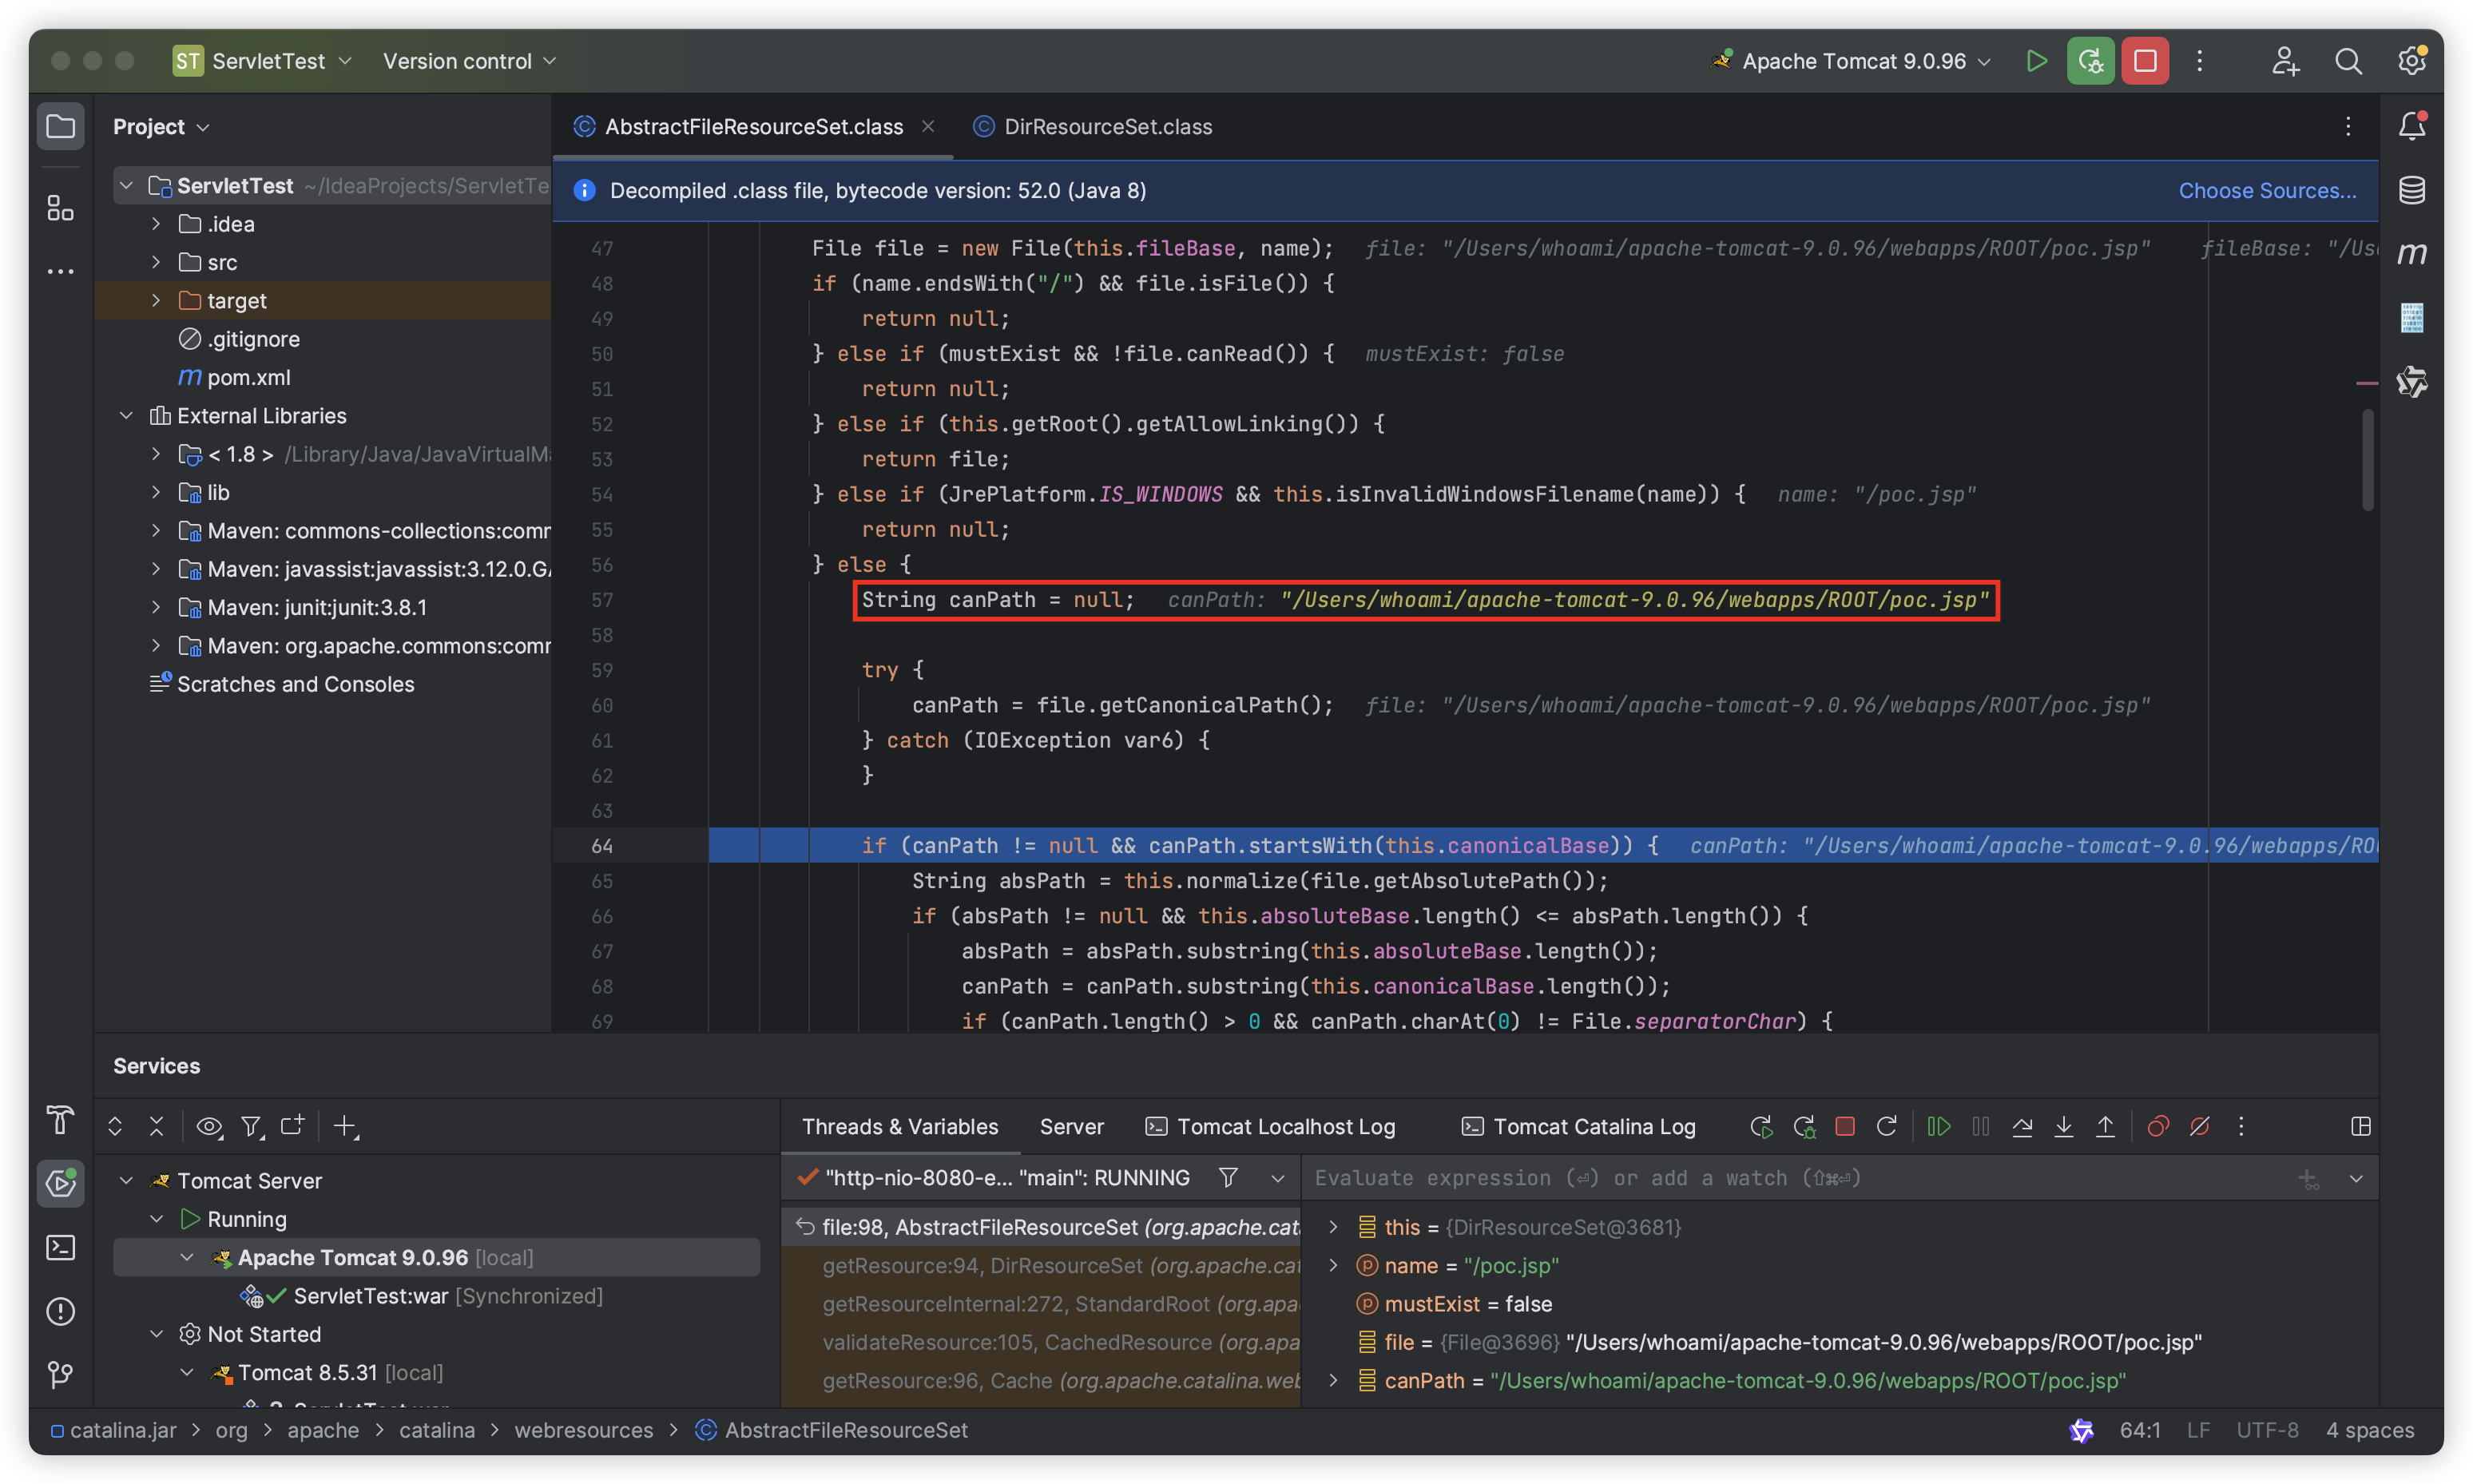 ST ServletTest Version control Apache Tomcat 9.0.96
Project
ServletTest ~/IdeaProjects/ServletTe
.idea
src
target
.gitignore
m pom.xml
External Libraries
< 1.8 > /Library/Java/JavaVirtualMa
lib
Maven: commons-collections:comm
Maven: javassist:javassist:3.12.0.GA
Maven: junit:junit:3.8.1
Maven: org.apache.commons:comm
Scratches and Consoles
AbstractFileResourceSet.class DirResourceSet.class
Decompiled .class file, bytecode version: 52.0 (Java 8) Choose Sources...
47 File file = new File(this.fileBase, name); file: "/Users/whoami/apache-tomcat-9.0.96/webapps/ROOT/poc.jsp" fileBase: "/Us
48 if (name.endsWith("/") && file.isFile()) {
49 return null;
50 } else if (mustExist && !file.canRead()) { mustExist: false
51 return null;
52 } else if (this.getRoot().getAllowLinking()) {
53 return file;
54 } else if (JrePlatform.IS_WINDOWS && this.isInvalidWindowsFilename(name)) { name: "/poc.jsp"
55 return null;
56 } else {
57 String canPath = null; canPath: "/Users/whoami/apache-tomcat-9.0.96/webapps/ROOT/poc.jsp"
58
59 try {
60 canPath = file.getCanonicalPath(); file: "/Users/whoami/apache-tomcat-9.0.96/webapps/ROOT/poc.jsp"
61 } catch (IOException var6) {
62 }
63
64 if (canPath != null && canPath.startsWith(this.canonicalBase)) { canPath: "/Users/whoami/apache-tomcat-9.0.96/webapps/RO
65 String absPath = this.normalize(file.getAbsolutePath());
66 if (absPath != null && this.absoluteBase.length() <= absPath.length()) {
67 absPath = absPath.substring(this.absoluteBase.length());
68 canPath = canPath.substring(this.canonicalBase.length());
69 if (canPath.length() > 0 && canPath.charAt(0) != File.separatorChar) {
m
Services
Tomcat Server
Running
Apache Tomcat 9.0.96 [local]
ServletTest:war [Synchronized]
Not Started
Tomcat 8.5.31 [local]
Threads & Variables Server Tomcat Localhost Log Tomcat Catalina Log
"http-nio-8080-e... "main": RUNNING
file:98, AbstractFileResourceSet (org.apache.cat
getResource:94, DirResourceSet (org.apache.cat
getResourceInternal:272, StandardRoot (org.apa
validateResource:105, CachedResource (org.apa
getResource:96, Cache (org.apache.catalina.web
Evaluate expression (⏎) or add a watch (⇧⌘⏎)
this = {DirResourceSet@3681}
p name = "/poc.jsp"
p mustExist = false
file = {File@3696} "/Users/whoami/apache-tomcat-9.0.96/webapps/ROOT/poc.jsp"
canPath = "/Users/whoami/apache-tomcat-9.0.96/webapps/ROOT/poc.jsp"
catalina.jar > org > apache > catalina > webresources > AbstractFileResourceSet 64:1 LF UTF-8 4 spaces